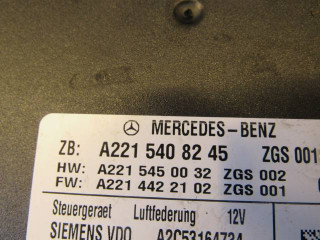 MERCEDES-BENZ
ZB: A221 540 82 45 ZGS 001
HW: A221 545 00 32 ZGS 002
FW: A221 442 21 02 ZGS 001
Steuergeraet Luftfederung 12V
SIEMENS VDO A2C53164734